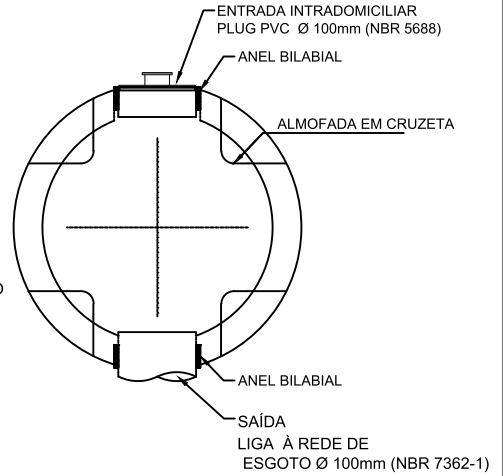 ENTRADA INTRADOMICILIAR
PLUG PVC Ø 100mm (NBR 5688)
ANEL BILABIAL
ALMOFADA EM CRUZETA
O
ANEL BILABIAL
SAÍDA
LIGA À REDE DE
ESGOTO Ø 100mm (NBR 7362-1)